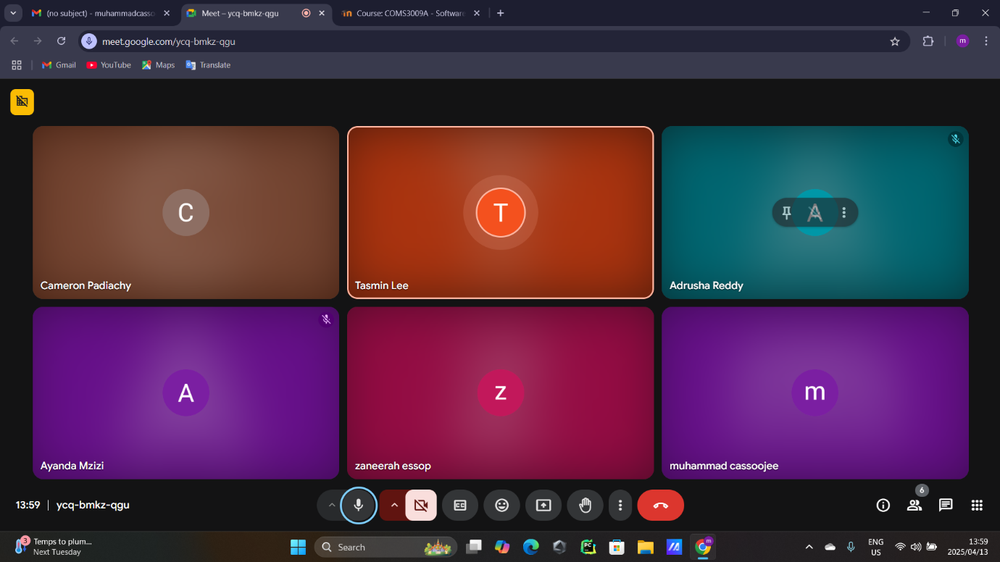 (no subject) - muhammadcasso
Meet – ycq-bmkz-qgu
Course: COMS3009A - Software
meet.google.com/ycq-bmkz-qgu
m
Gmail
YouTube
Maps
Translate
C
Cameron Padiachy
T
Tasmin Lee
A
Adrusha Reddy
A
Ayanda Mzizi
z
zaneerah essop
m
muhammad cassoojee
13:59
ycq-bmkz-qgu
CC
6
3
Temps to plum...
Next Tuesday
Search
PC
m
ENG
US
13:59
2025/04/13